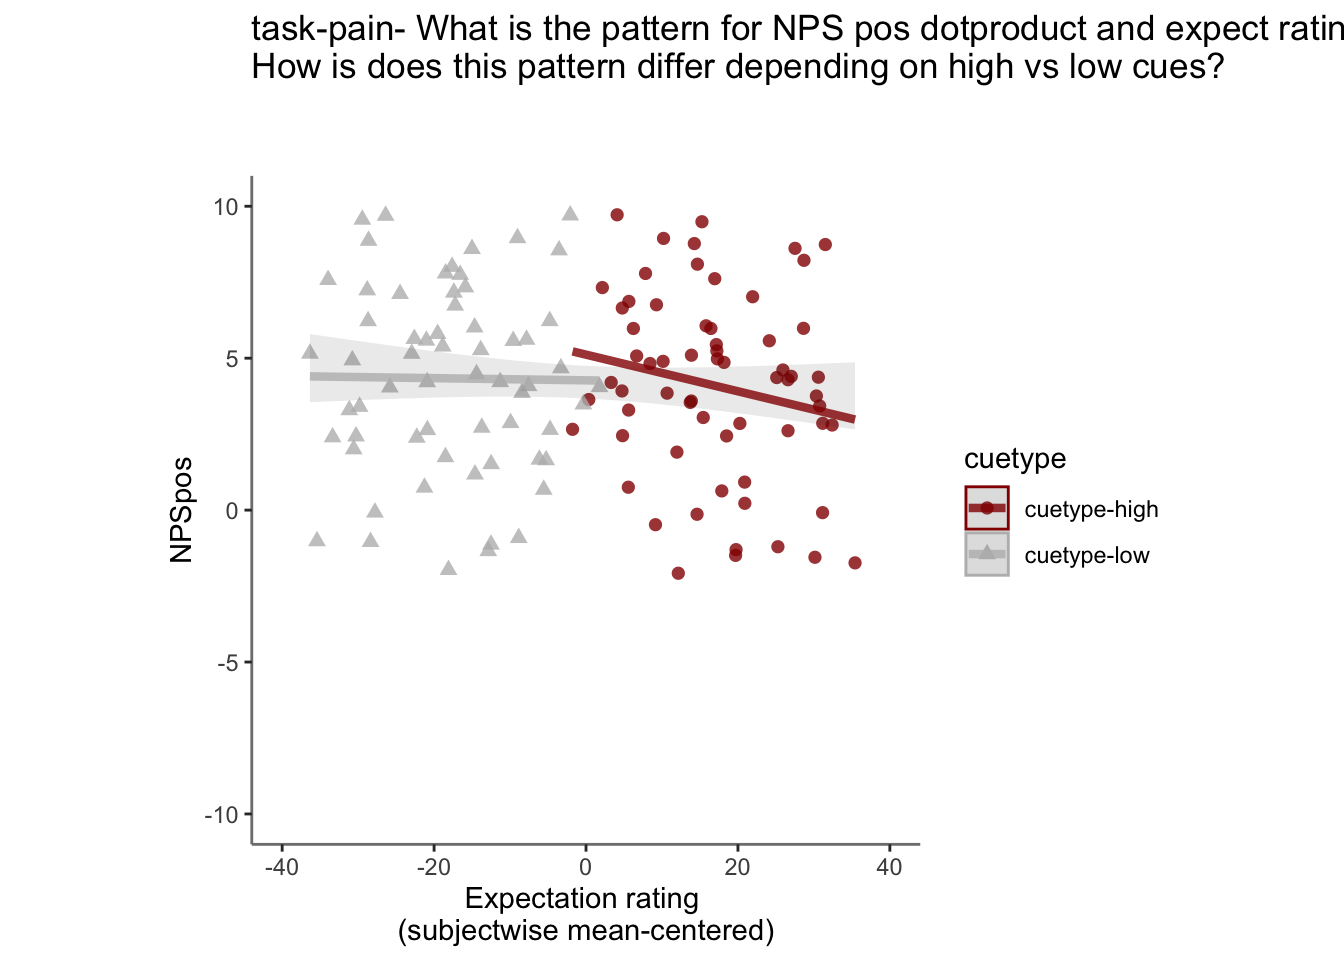 task-pain- What is the pattern for NPS pos dotproduct and expect ratin
How is does this pattern differ depending on high vs low cues?
10
5
0
-5
-10
NPSpos
-40
-20
0
20
40
Expectation rating
(subjectwise mean-centered)
cuetype
cuetype-high
cuetype-low